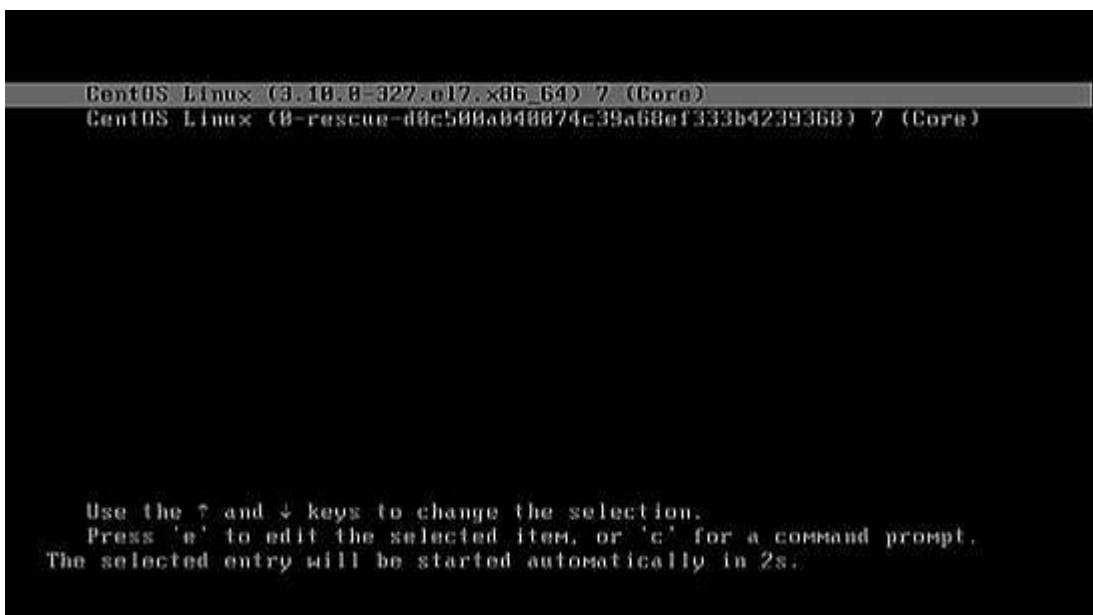 CentOS Linux (3.10.0-327.el7.x86_64) 7 (Core)
CentOS Linux (0-rescue-d0c500a040074c39a68ef333b4239368) 7 (Core)
Use the ↑ and ↓ keys to change the selection.
Press 'e' to edit the selected item, or 'c' for a command prompt.
The selected entry will be started automatically in 2s.